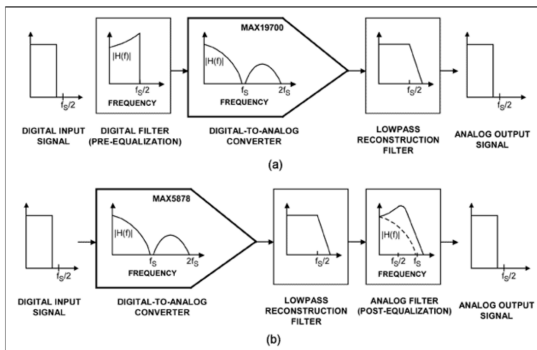 MAX19700
|H(f)|
|H(f)|
fS/2
fS/2
fS
2fS
fS/2
fS/2
FREQUENCY
FREQUENCY
DIGITAL INPUT
SIGNAL
DIGITAL FILTER
(PRE-EQUALIZATION)
DIGITAL-TO-ANALOG
CONVERTER
LOWPASS
RECONSTRUCTION
FILTER
ANALOG OUTPUT
SIGNAL
(a)
MAX5878
|H(f)|
|H(f)|
fS/2
fS
2fS
fS/2
fS/2
fS
fS/2
FREQUENCY
FREQUENCY
DIGITAL INPUT
SIGNAL
DIGITAL-TO-ANALOG
CONVERTER
LOWPASS
RECONSTRUCTION
FILTER
ANALOG FILTER
(POST-EQUALIZATION)
ANALOG OUTPUT
SIGNAL
(b)